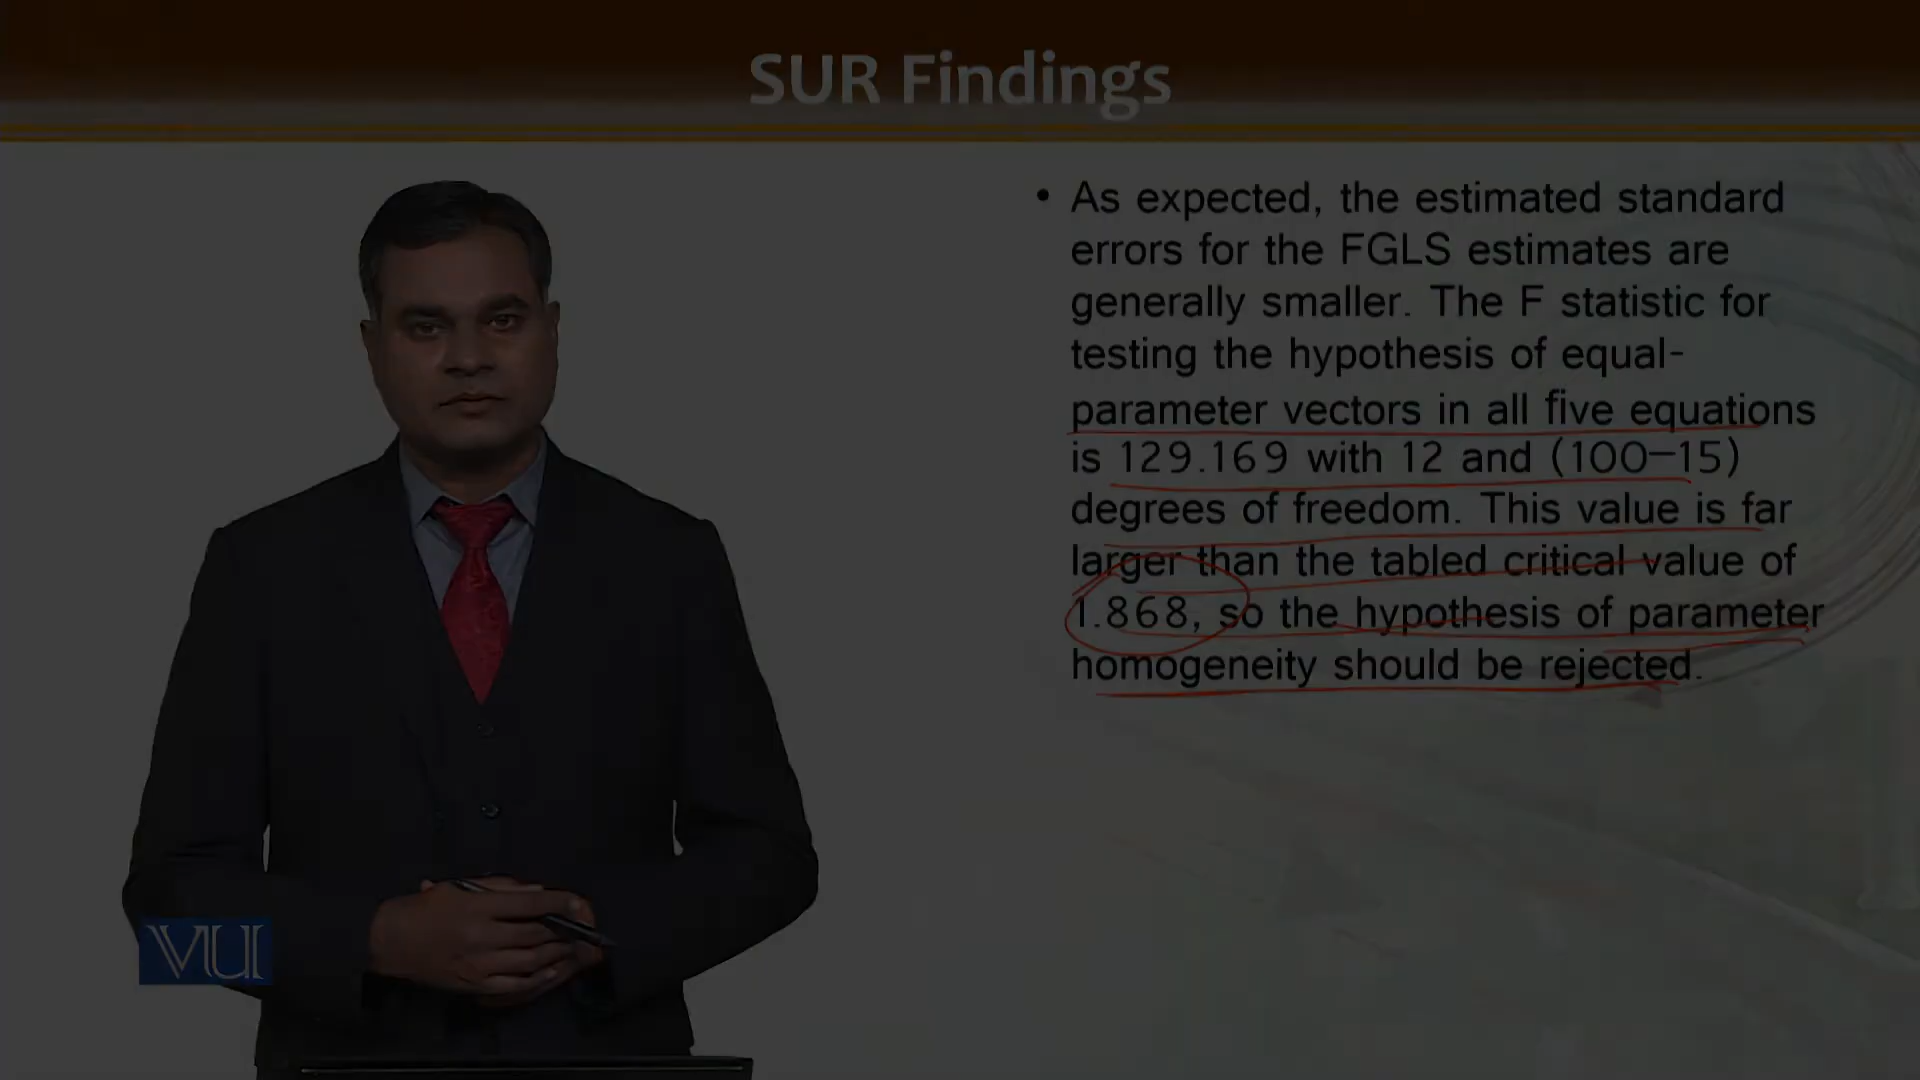 SUR Findings
• As expected, the estimated standard
errors for the FGLS estimates are
generally smaller. The F statistic for
testing the hypothesis of equal-
parameter vectors in all five equations
is 129.169 with 12 and (100–15)
degrees of freedom. This value is far
larger than the tabled critical value of
1.868, so the hypothesis of parameter
homogeneity should be rejected.
VU